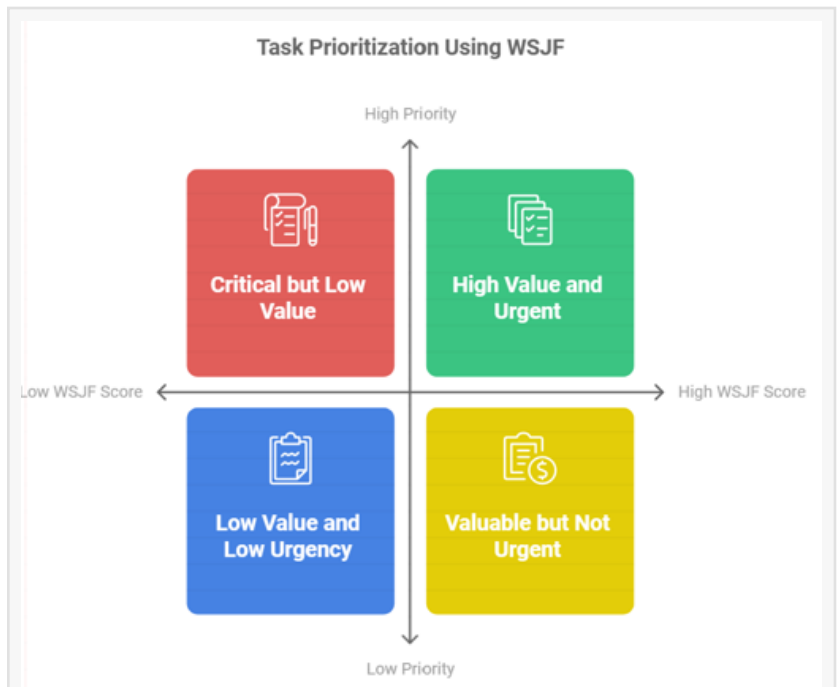 Task Prioritization Using WSJF
High Priority
Critical but Low
Value
High Value and
Urgent
Low WSJF Score
High WSJF Score
Low Value and
Low Urgency
Valuable but Not
Urgent
Low Priority